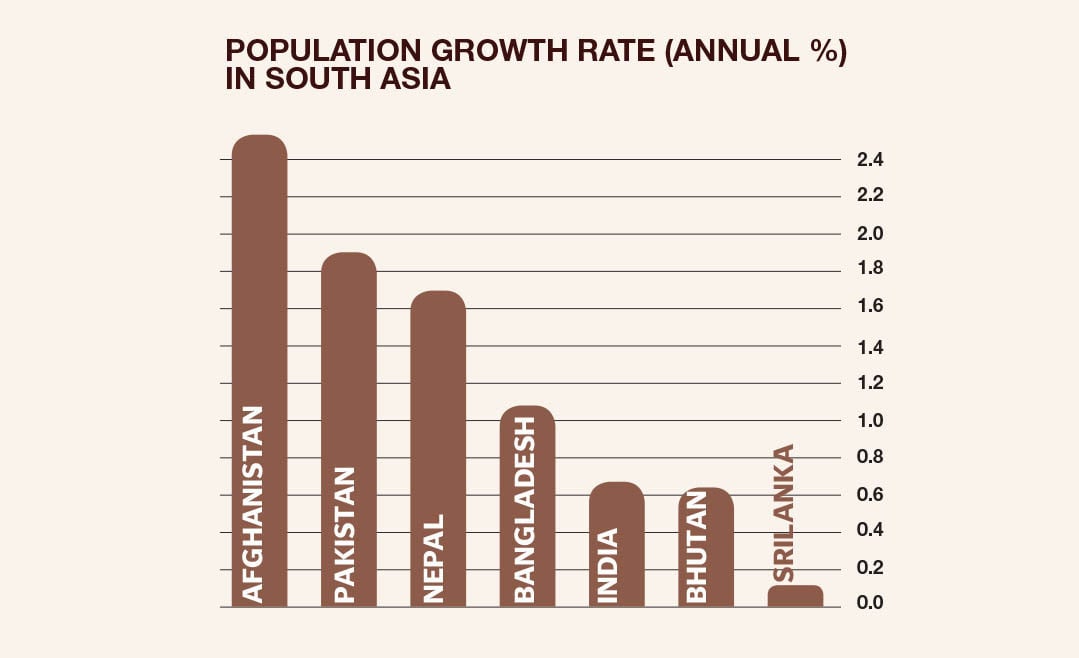 POPULATION GROWTH RATE (ANNUAL %)
IN SOUTH ASIA
2.4
2.2
2.0
1.8
1.6
1.4
1.2
1.0
0.8
0.6
0.4
0.2
0.0
AFGHANISTAN
PAKISTAN
NEPAL
BANGLADESH
INDIA
BHUTAN
SRILANKA